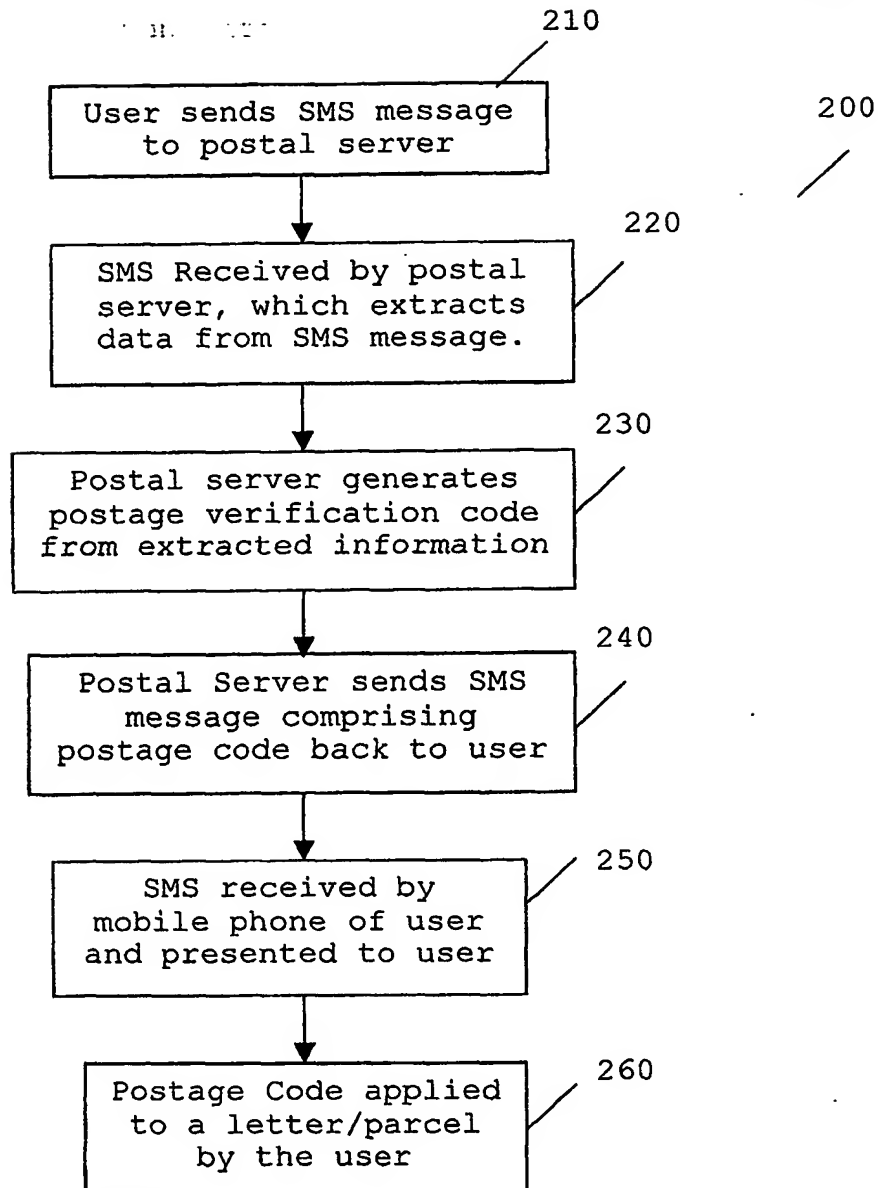 210
User sends SMS message
to postal server
200
220
SMS Received by postal
server, which extracts
data from SMS message.
230
Postal server generates
postage verification code
from extracted information
240
Postal Server sends SMS
message comprising
postage code back to user
250
SMS received by
mobile phone of user
and presented to user
260
Postage Code applied
to a letter/parcel
by the user